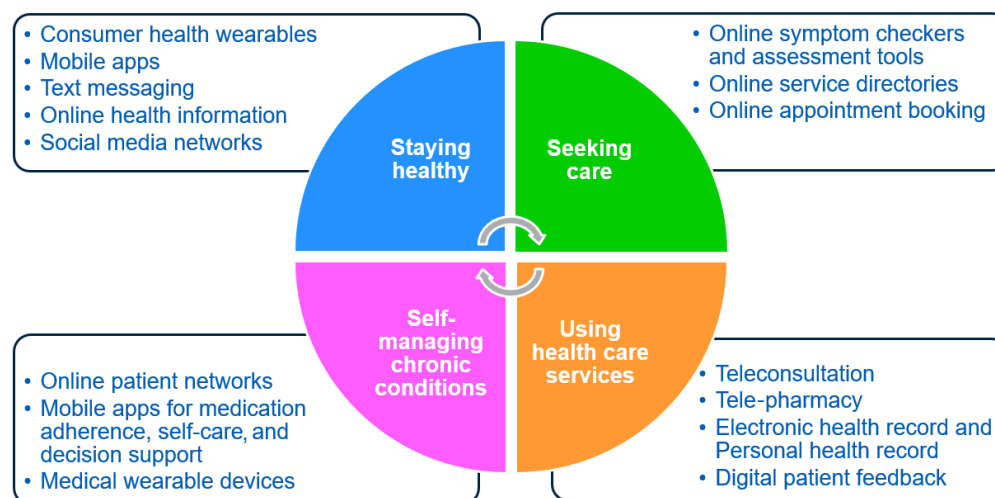 • Consumer health wearables
• Mobile apps
• Text messaging
• Online health information
• Social media networks
• Online symptom checkers
and assessment tools
• Online service directories
• Online appointment booking
Staying
healthy
Seeking
care
Self-
managing
chronic
conditions
Using
health care
services
• Online patient networks
• Mobile apps for medication
adherence, self-care, and
decision support
• Medical wearable devices
• Teleconsultation
• Tele-pharmacy
• Electronic health record and
Personal health record
• Digital patient feedback